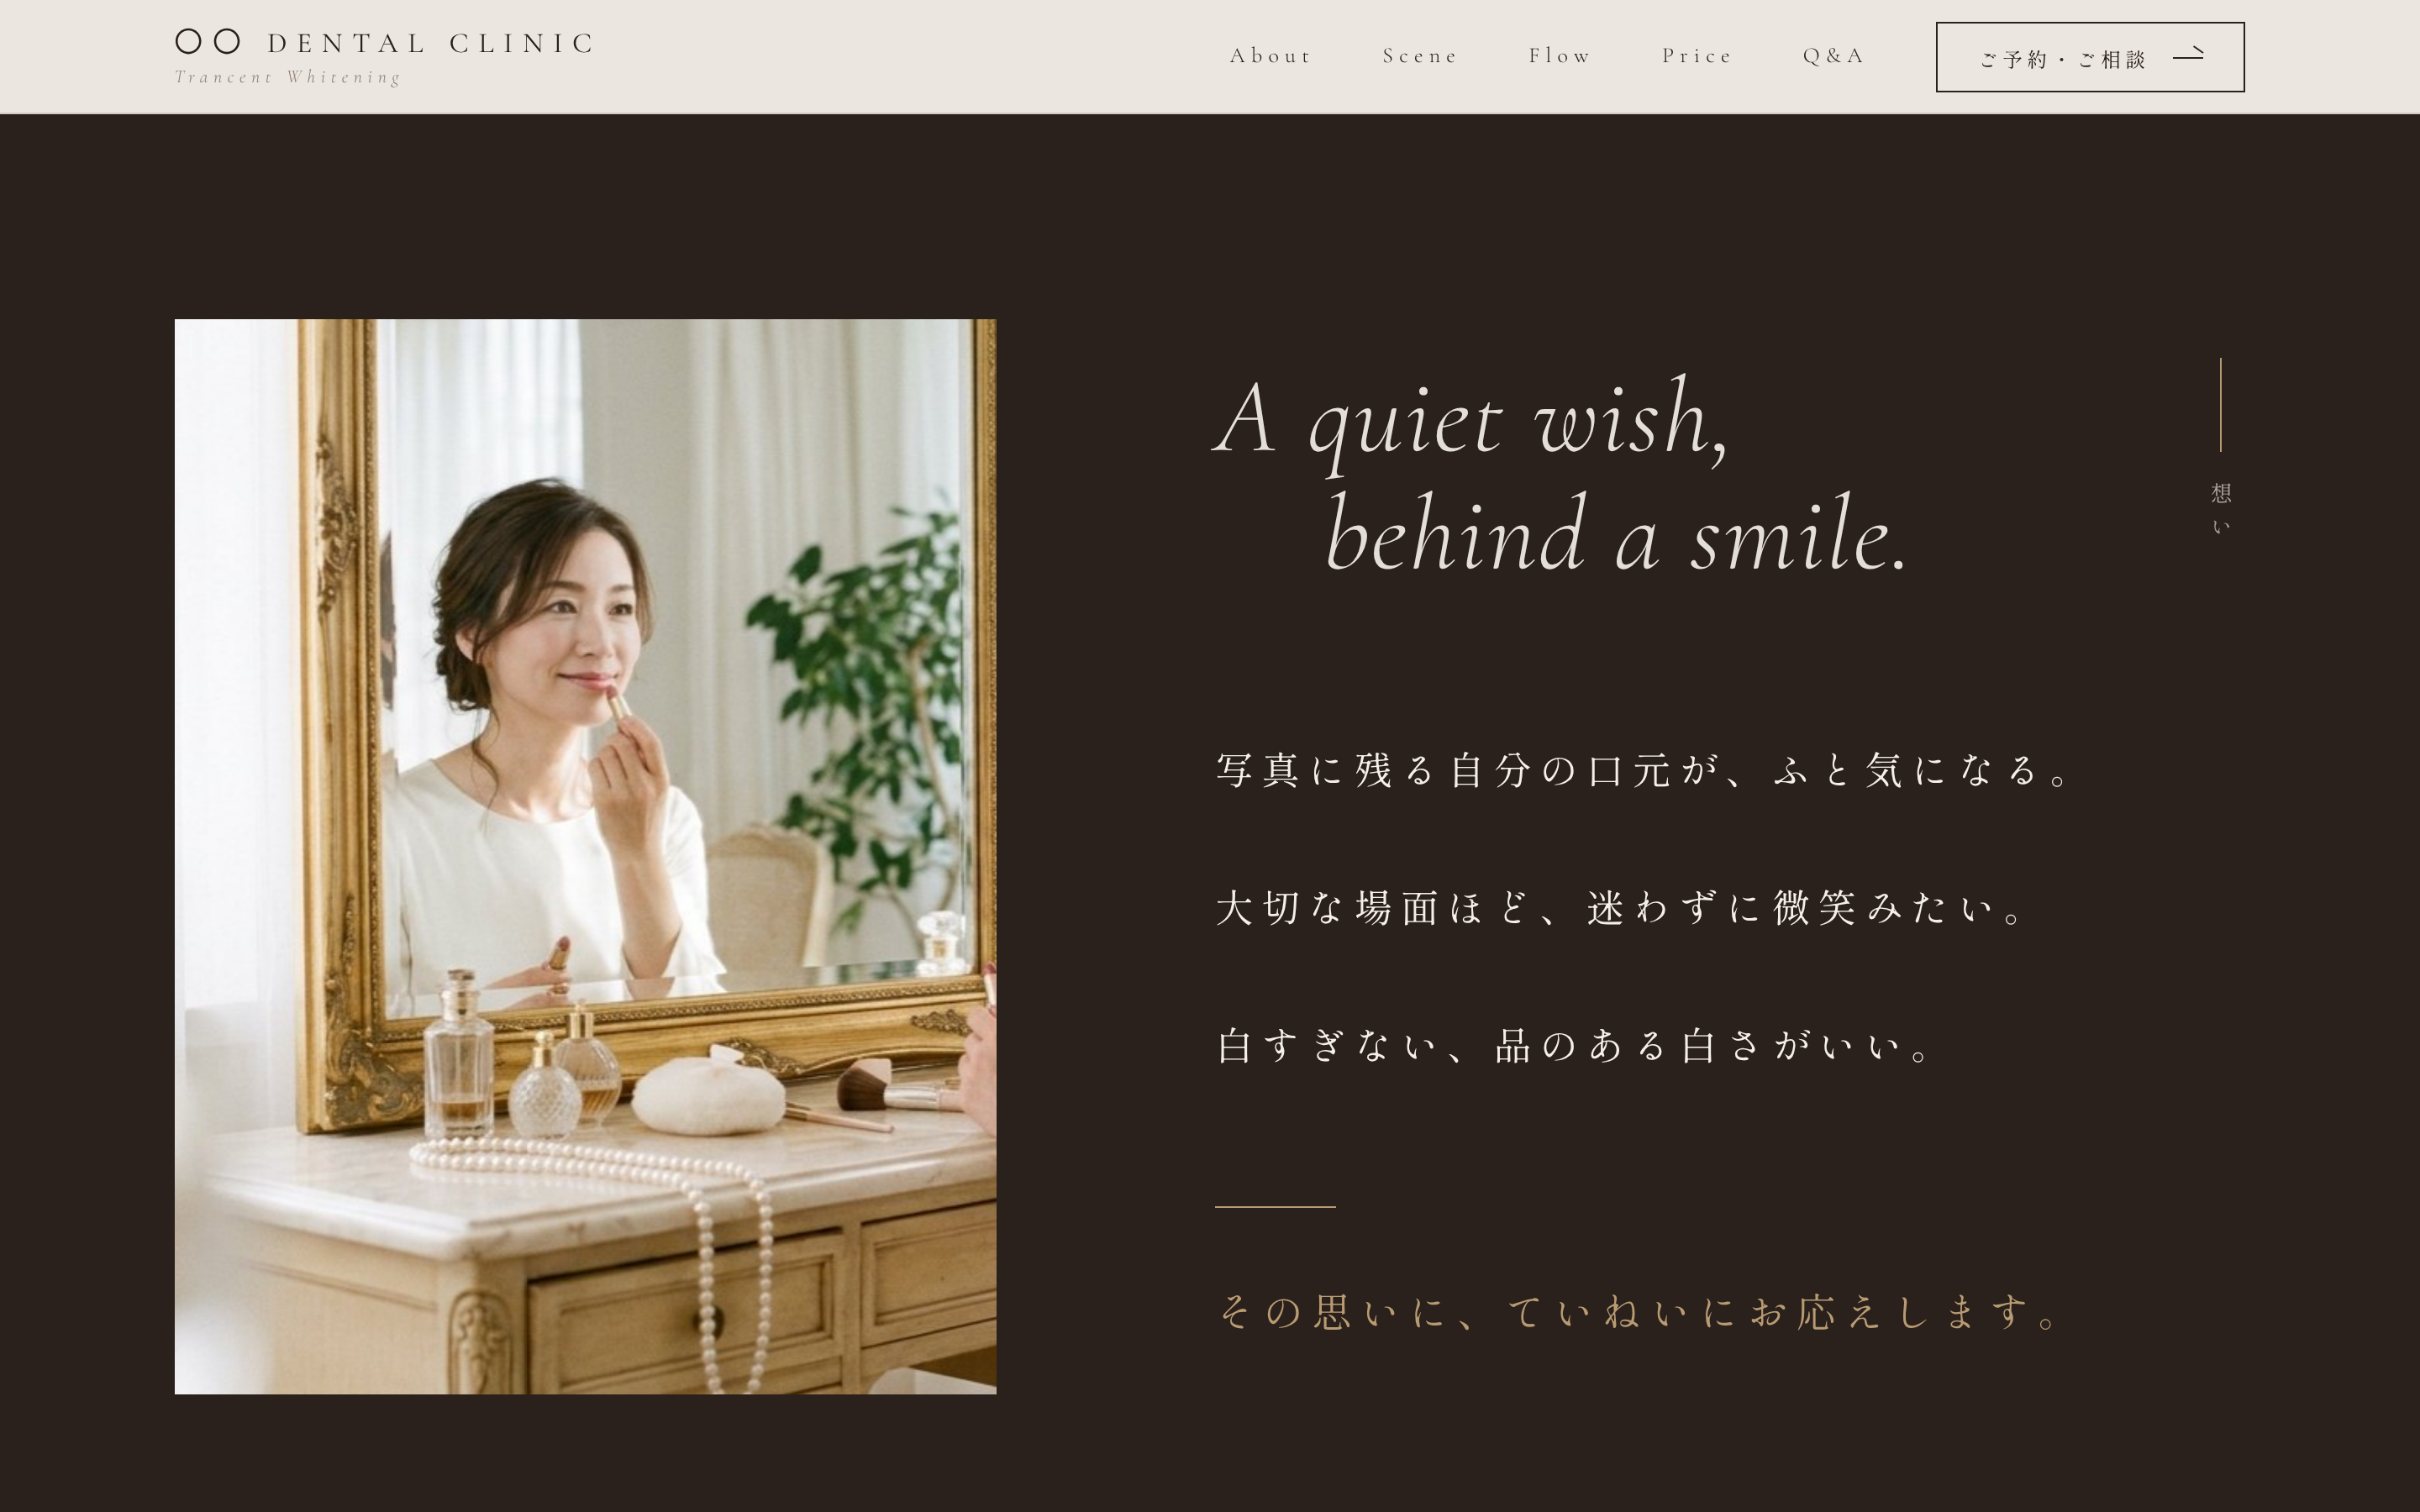 ○○ DENTAL CLINIC
Trancent Whitening
About
Scene
Flow
Price
Q&A
ご予約・ご相談
A quiet wish,
behind a smile.
想い
写真に残る自分の口元が、ふと気になる。
大切な場面ほど、迷わずに微笑みたい。
白すぎない、品のある白さがいい。
その思いに、ていねいにお応えします。